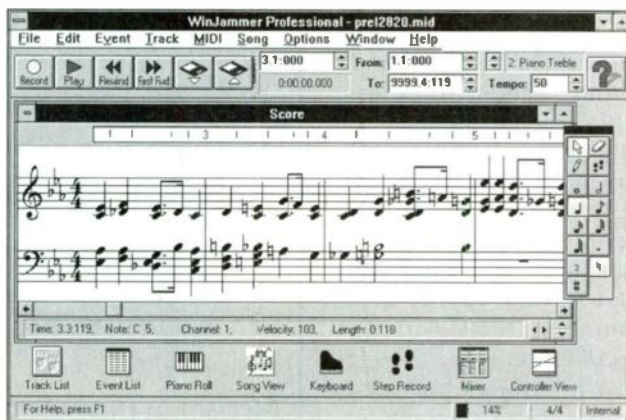 WinJammer Professional - prel2820.mid
File Edit Event Track MIDI Song Options Window Help
Record Play Rewind Fast Fwd 3.1:000 0:00:00.000 From: 1.1:000 To: 9999.4:119 2: Piano Treble Tempo: 50
Score
3 4 5
4 4
4 4
Time: 3.3:119, Note: C 5, Channel: 1, Velocity: 103, Length: 0:118
Track List Event List Piano Roll Song View Keyboard Step Record Mixer Controller View
For Help, press F1 14% 4/4 Internal